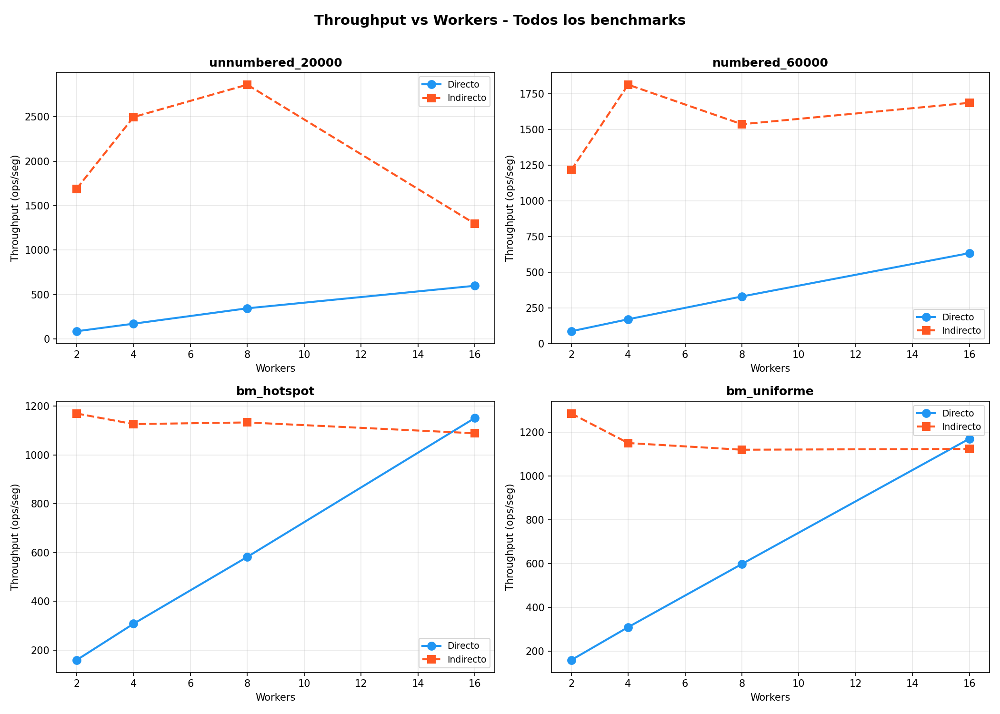 Throughput vs Workers - Todos los benchmarks
unnumbered_20000
Throughput (ops/seg)
2500
2000
1500
1000
500
0
2 4 6 8 10 12 14 16
Workers
Directo
Indirecto
numbered_60000
Throughput (ops/seg)
1750
1500
1250
1000
750
500
250
0
2 4 6 8 10 12 14 16
Workers
Directo
Indirecto
bm_hotspot
Throughput (ops/seg)
1200
1000
800
600
400
200
2 4 6 8 10 12 14 16
Workers
Directo
Indirecto
bm_uniforme
Throughput (ops/seg)
1200
1000
800
600
400
200
2 4 6 8 10 12 14 16
Workers
Directo
Indirecto